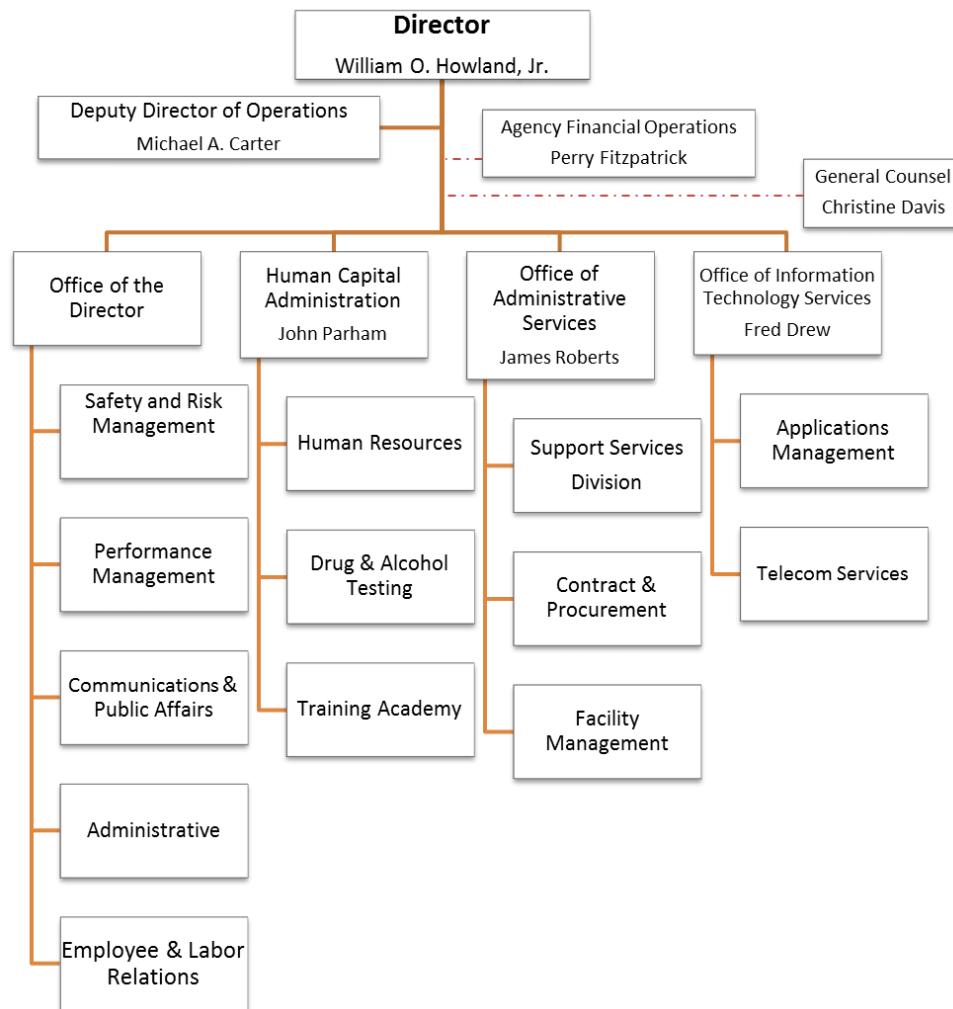 Director
William O. Howland, Jr.
Deputy Director of Operations
Michael A. Carter
Agency Financial Operations
Perry Fitzpatrick
General Counsel
Christine Davis
Office of the
Director
Human Capital
Administration
John Parham
Office of
Administrative
Services
James Roberts
Office of Information
Technology Services
Fred Drew
Safety and Risk
Management
Performance
Management
Communications &
Public Affairs
Administrative
Employee & Labor
Relations
Human Resources
Drug & Alcohol
Testing
Training Academy
Support Services
Division
Contract &
Procurement
Facility
Management
Applications
Management
Telecom Services